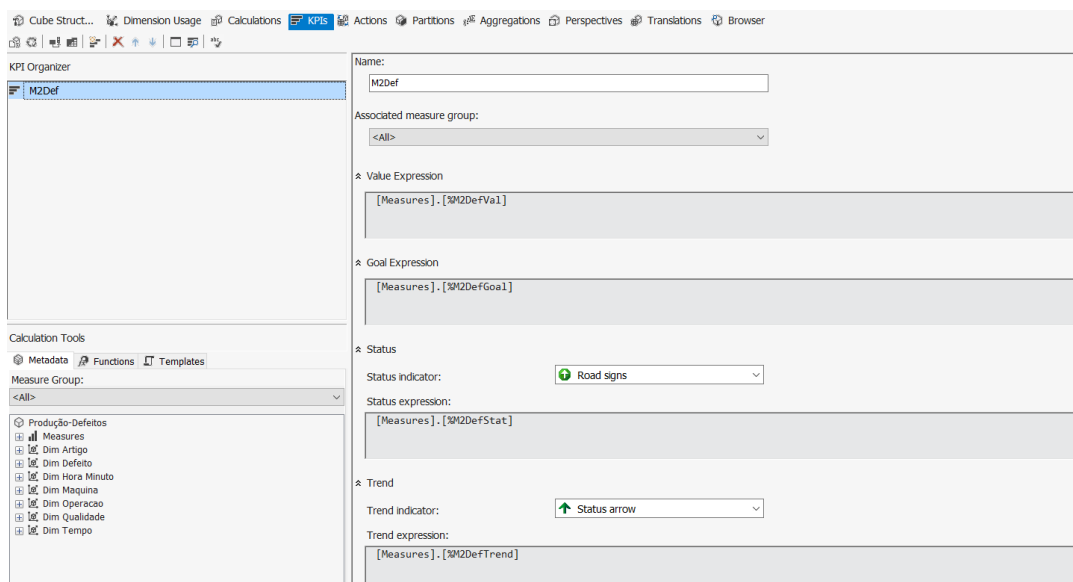 Cube Struct... Dimension Usage Calculations KPIs Actions Partitions Aggregations Perspectives Translations Browser
KPI Organizer
M2Def
Name:
M2Def
Associated measure group:
<All>
Value Expression
[Measures].[%M2DefVal]
Goal Expression
[Measures].[%M2DefGoal]
Status
Status indicator: Road signs
Status expression:
[Measures].[%M2DefStat]
Trend
Trend indicator: Status arrow
Trend expression:
[Measures].[%M2DefTrend]
Calculation Tools
Metadata Functions Templates
Measure Group:
<All>
Produção-Defeitos
Measures
Dim Artigo
Dim Defeito
Dim Hora Minuto
Dim Maquina
Dim Operacao
Dim Qualidade
Dim Tempo